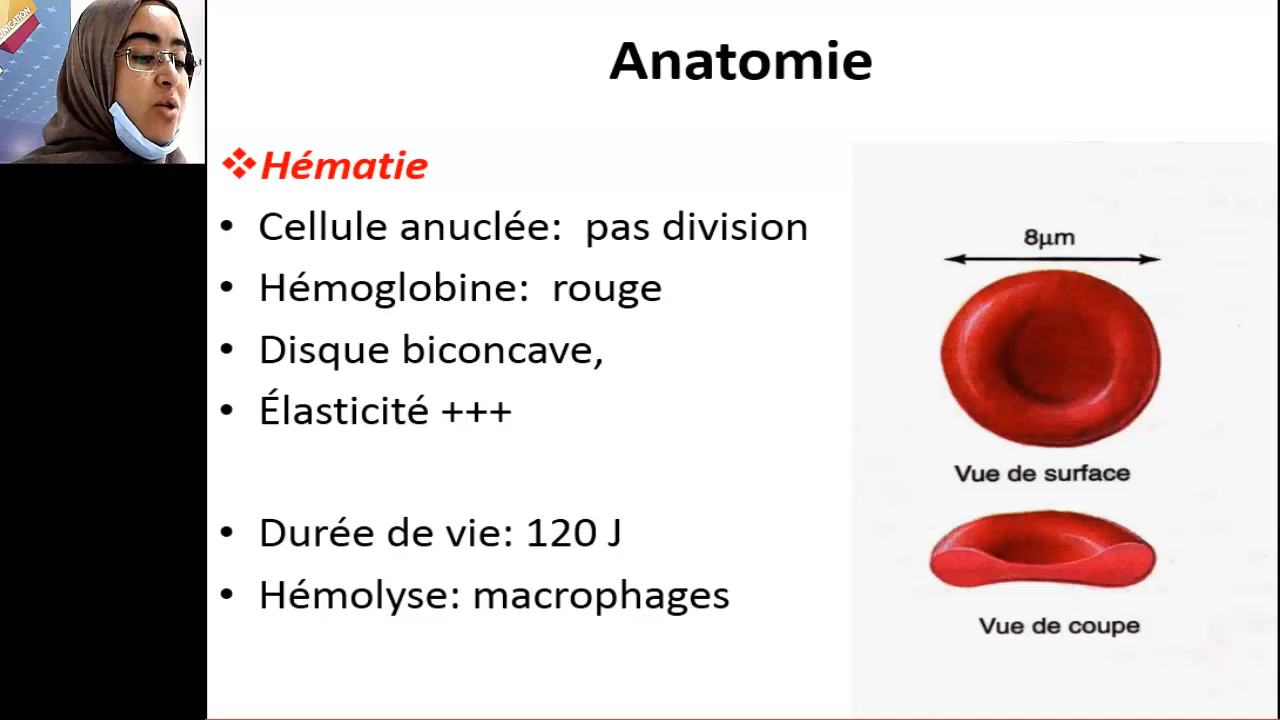 Anatomie
❖Hématie
• Cellule anuclée: pas division
• Hémoglobine: rouge
• Disque biconcave,
• Élasticité +++
• Durée de vie: 120 J
• Hémolyse: macrophages
8µm
Vue de surface
Vue de coupe